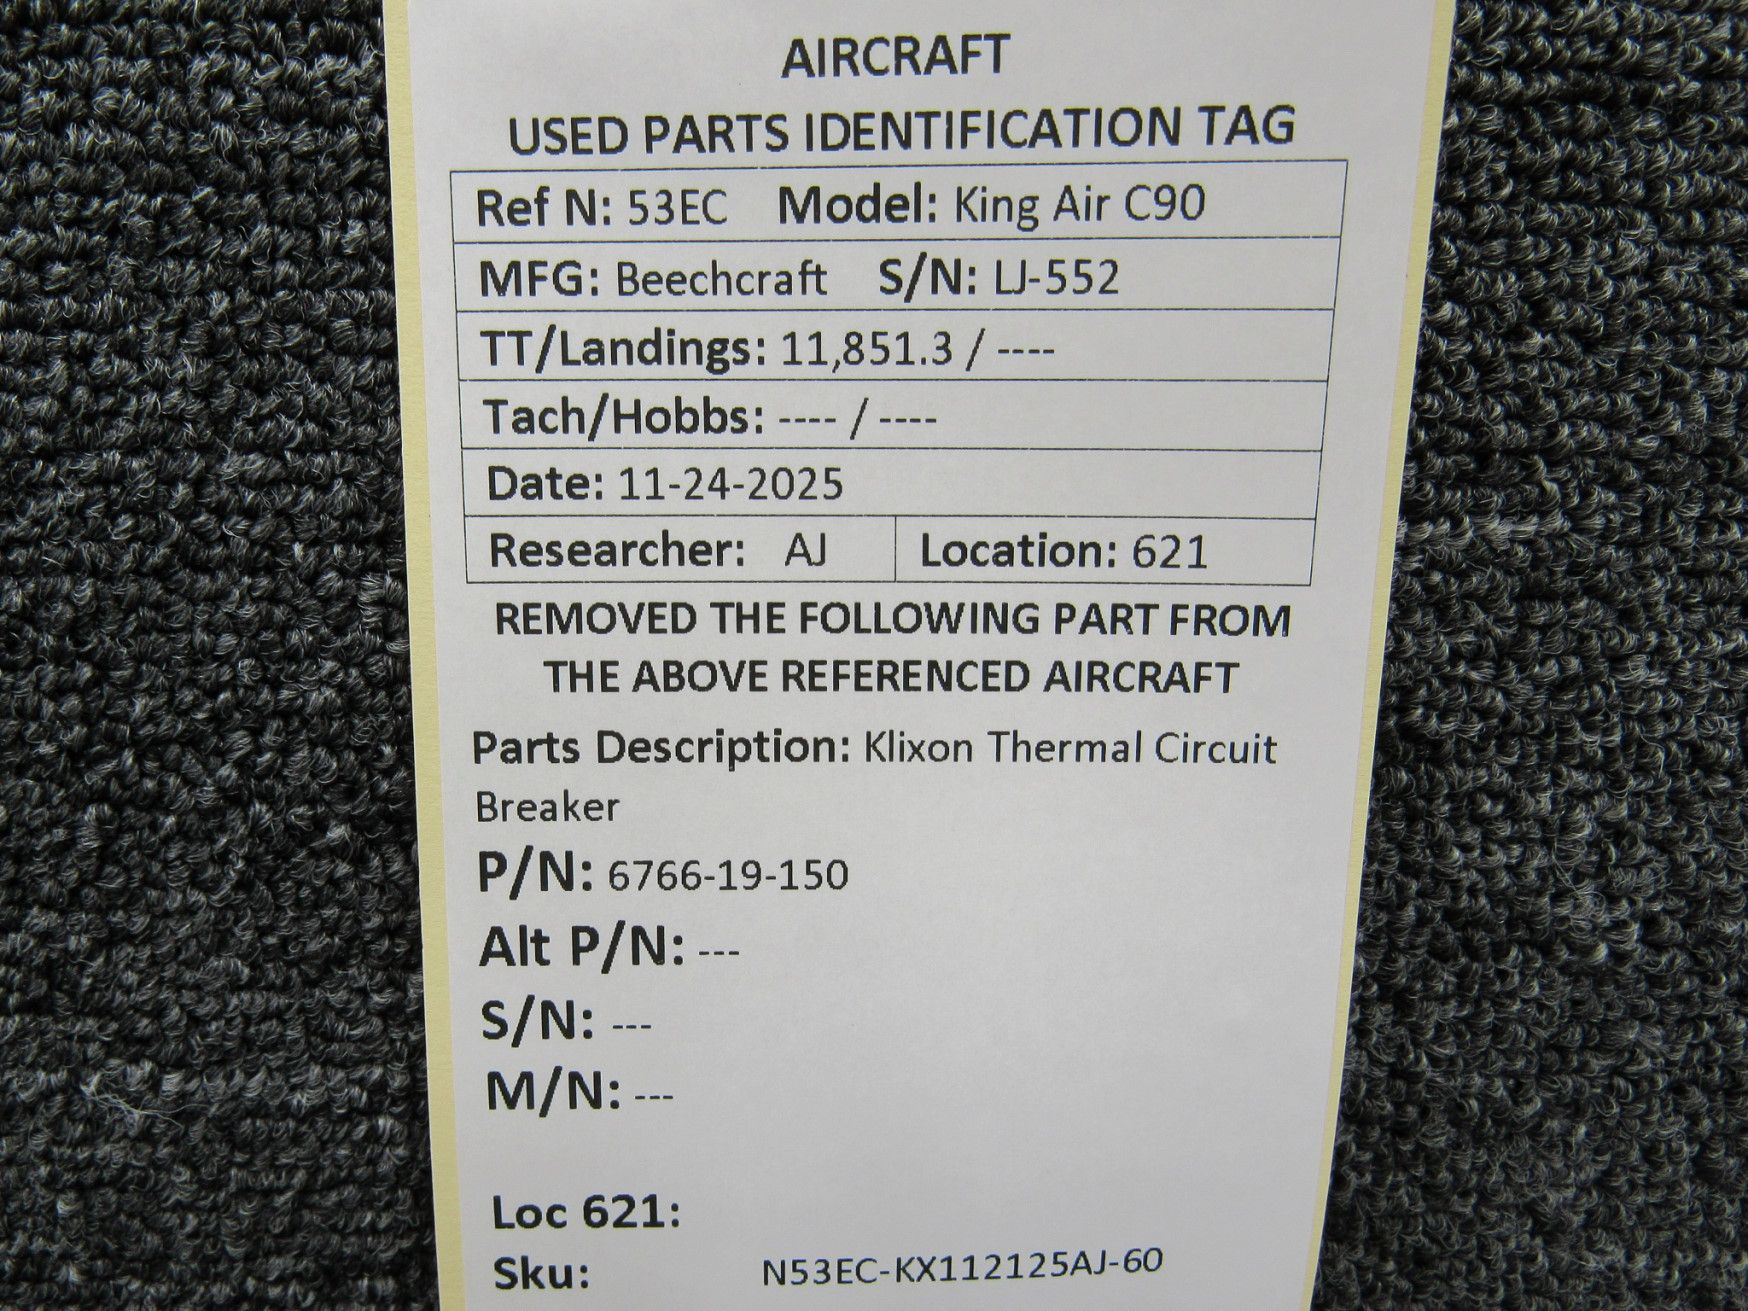 AIRCRAFT
USED PARTS IDENTIFICATION TAG
Ref N: 53EC Model: King Air C90
MFG: Beechcraft S/N: LJ-552
TT/Landings: 11,851.3 / ----
Tach/Hobbs: ---- / ----
Date: 11-24-2025
Researcher: AJ Location: 621
REMOVED THE FOLLOWING PART FROM
THE ABOVE REFERENCED AIRCRAFT
Parts Description: Klixon Thermal Circuit
Breaker
P/N: 6766-19-150
Alt P/N: ---
S/N: ---
M/N: ---
Loc 621:
Sku: N53EC-KX112125AJ-60